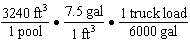 3240 ft³/1 pool • 7.5 gal/1 ft³ • 1 truck load/6000 gal